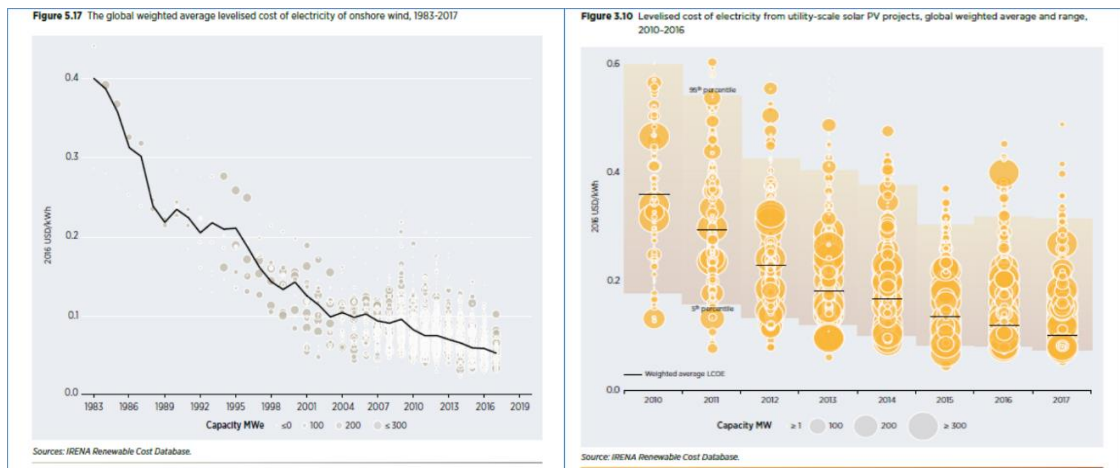 Figure 5.17 The global weighted average levelised cost of electricity of onshore wind, 1983-2017
0.4
0.3
0.2
0.1
0.0
2016 USD/kWh
1983 1986 1989 1992 1995 1998 2001 2004 2007 2010 2013 2016 2019
Capacity MWe ≤0 100 200 ≤ 300
Sources: IRENA Renewable Cost Database.
Figure 3.10 Levelised cost of electricity from utility-scale solar PV projects, global weighted average and range,
2010-2016
0.6
0.4
0.2
0.0
2016 USD/kWh
95th percentile
5th percentile
Weighted average LCOE
2010 2011 2012 2013 2014 2015 2016 2017
Capacity MW ≥ 1 100 200 ≥ 300
Source: IRENA Renewable Cost Database.